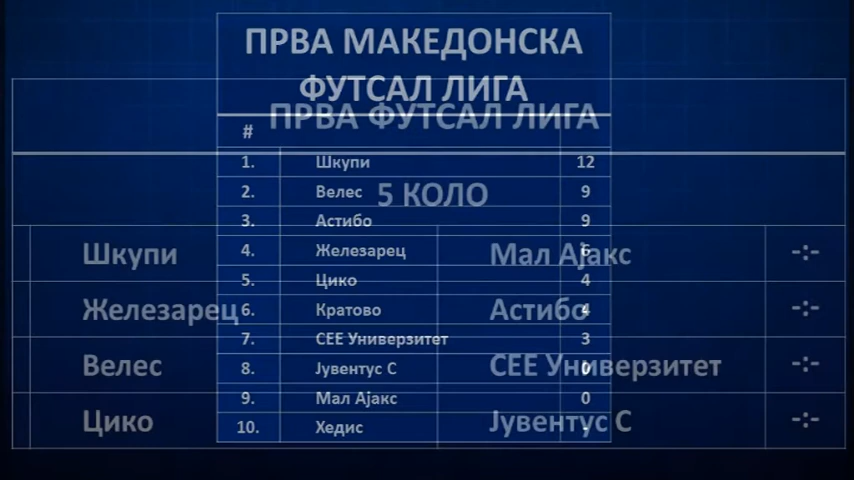 ПРВА МАКЕДОНСКА
ФУТСАЛ ЛИГА
#
1. Шкупи 12
2. Велес 9
3. Астибо 9
4. Железарец 6
5. Цико 4
6. Кратово 4
7. СЕЕ Универзитет 3
8. Јувентус С 0
9. Мал Ајакс 0
10. Хедис -
ПРВА ФУТСАЛ ЛИГА
5 КОЛО
Шкупи Мал Ајакс -:-
Железарец Астибо -:-
Велес СЕЕ Универзитет -:-
Цико Јувентус С -:-